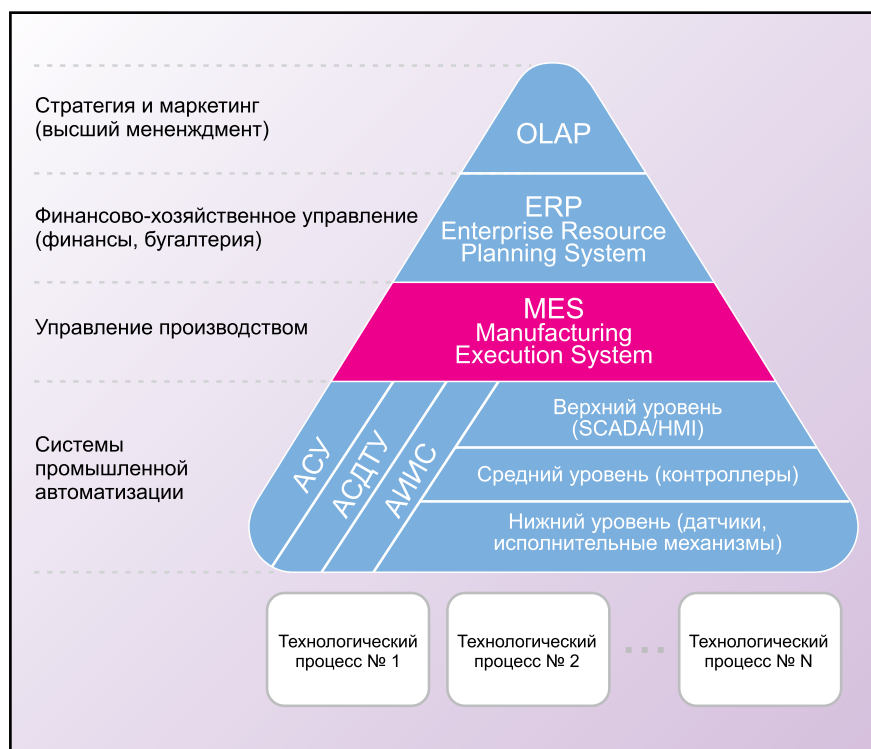 Стратегия и маркетинг
(высший мененждмент)
OLAP
Финансово-хозяйственное управление
(финансы, бугалтерия)
ERP
Enterprise Resource
Planning System
Управление производством
MES
Manufacturing
Execution System
Системы
промышленной
автоматизации
АСУ
АСДТУ
АИИС
Верхний уровень
(SCADA/HMI)
Средний уровень (контроллеры)
Нижний уровень (датчики,
исполнительные механизмы)
Технологический
процесс № 1
Технологический
процесс № 2
...
Технологический
процесс № N